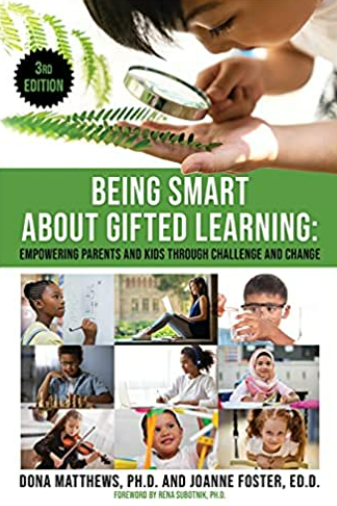 3RD
EDITION
BEING SMART
ABOUT GIFTED LEARNING:
EMPOWERING PARENTS AND KIDS THROUGH CHALLENGE AND CHANGE
DONA MATTHEWS, PH.D. AND JOANNE FOSTER, ED.D.
FOREWORD BY RENA SUBOTNIK, PH.D.